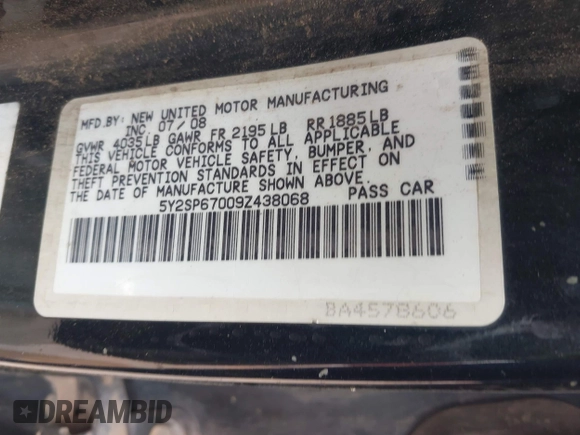 MFD.BY: NEW UNITED MOTOR MANUFACTURING
INC. 07/08
GVWR 4035LB GAWR FR 2195LB RR 1885LB
THIS VEHICLE CONFORMS TO ALL APPLICABLE
FEDERAL MOTOR VEHICLE SAFETY, BUMPER, AND
THEFT PREVENTION STANDARDS IN EFFECT ON
THE DATE OF MANUFACTURE SHOWN ABOVE.
5Y2SP67009Z438068 PASS CAR
BA4578606
DREAMBID